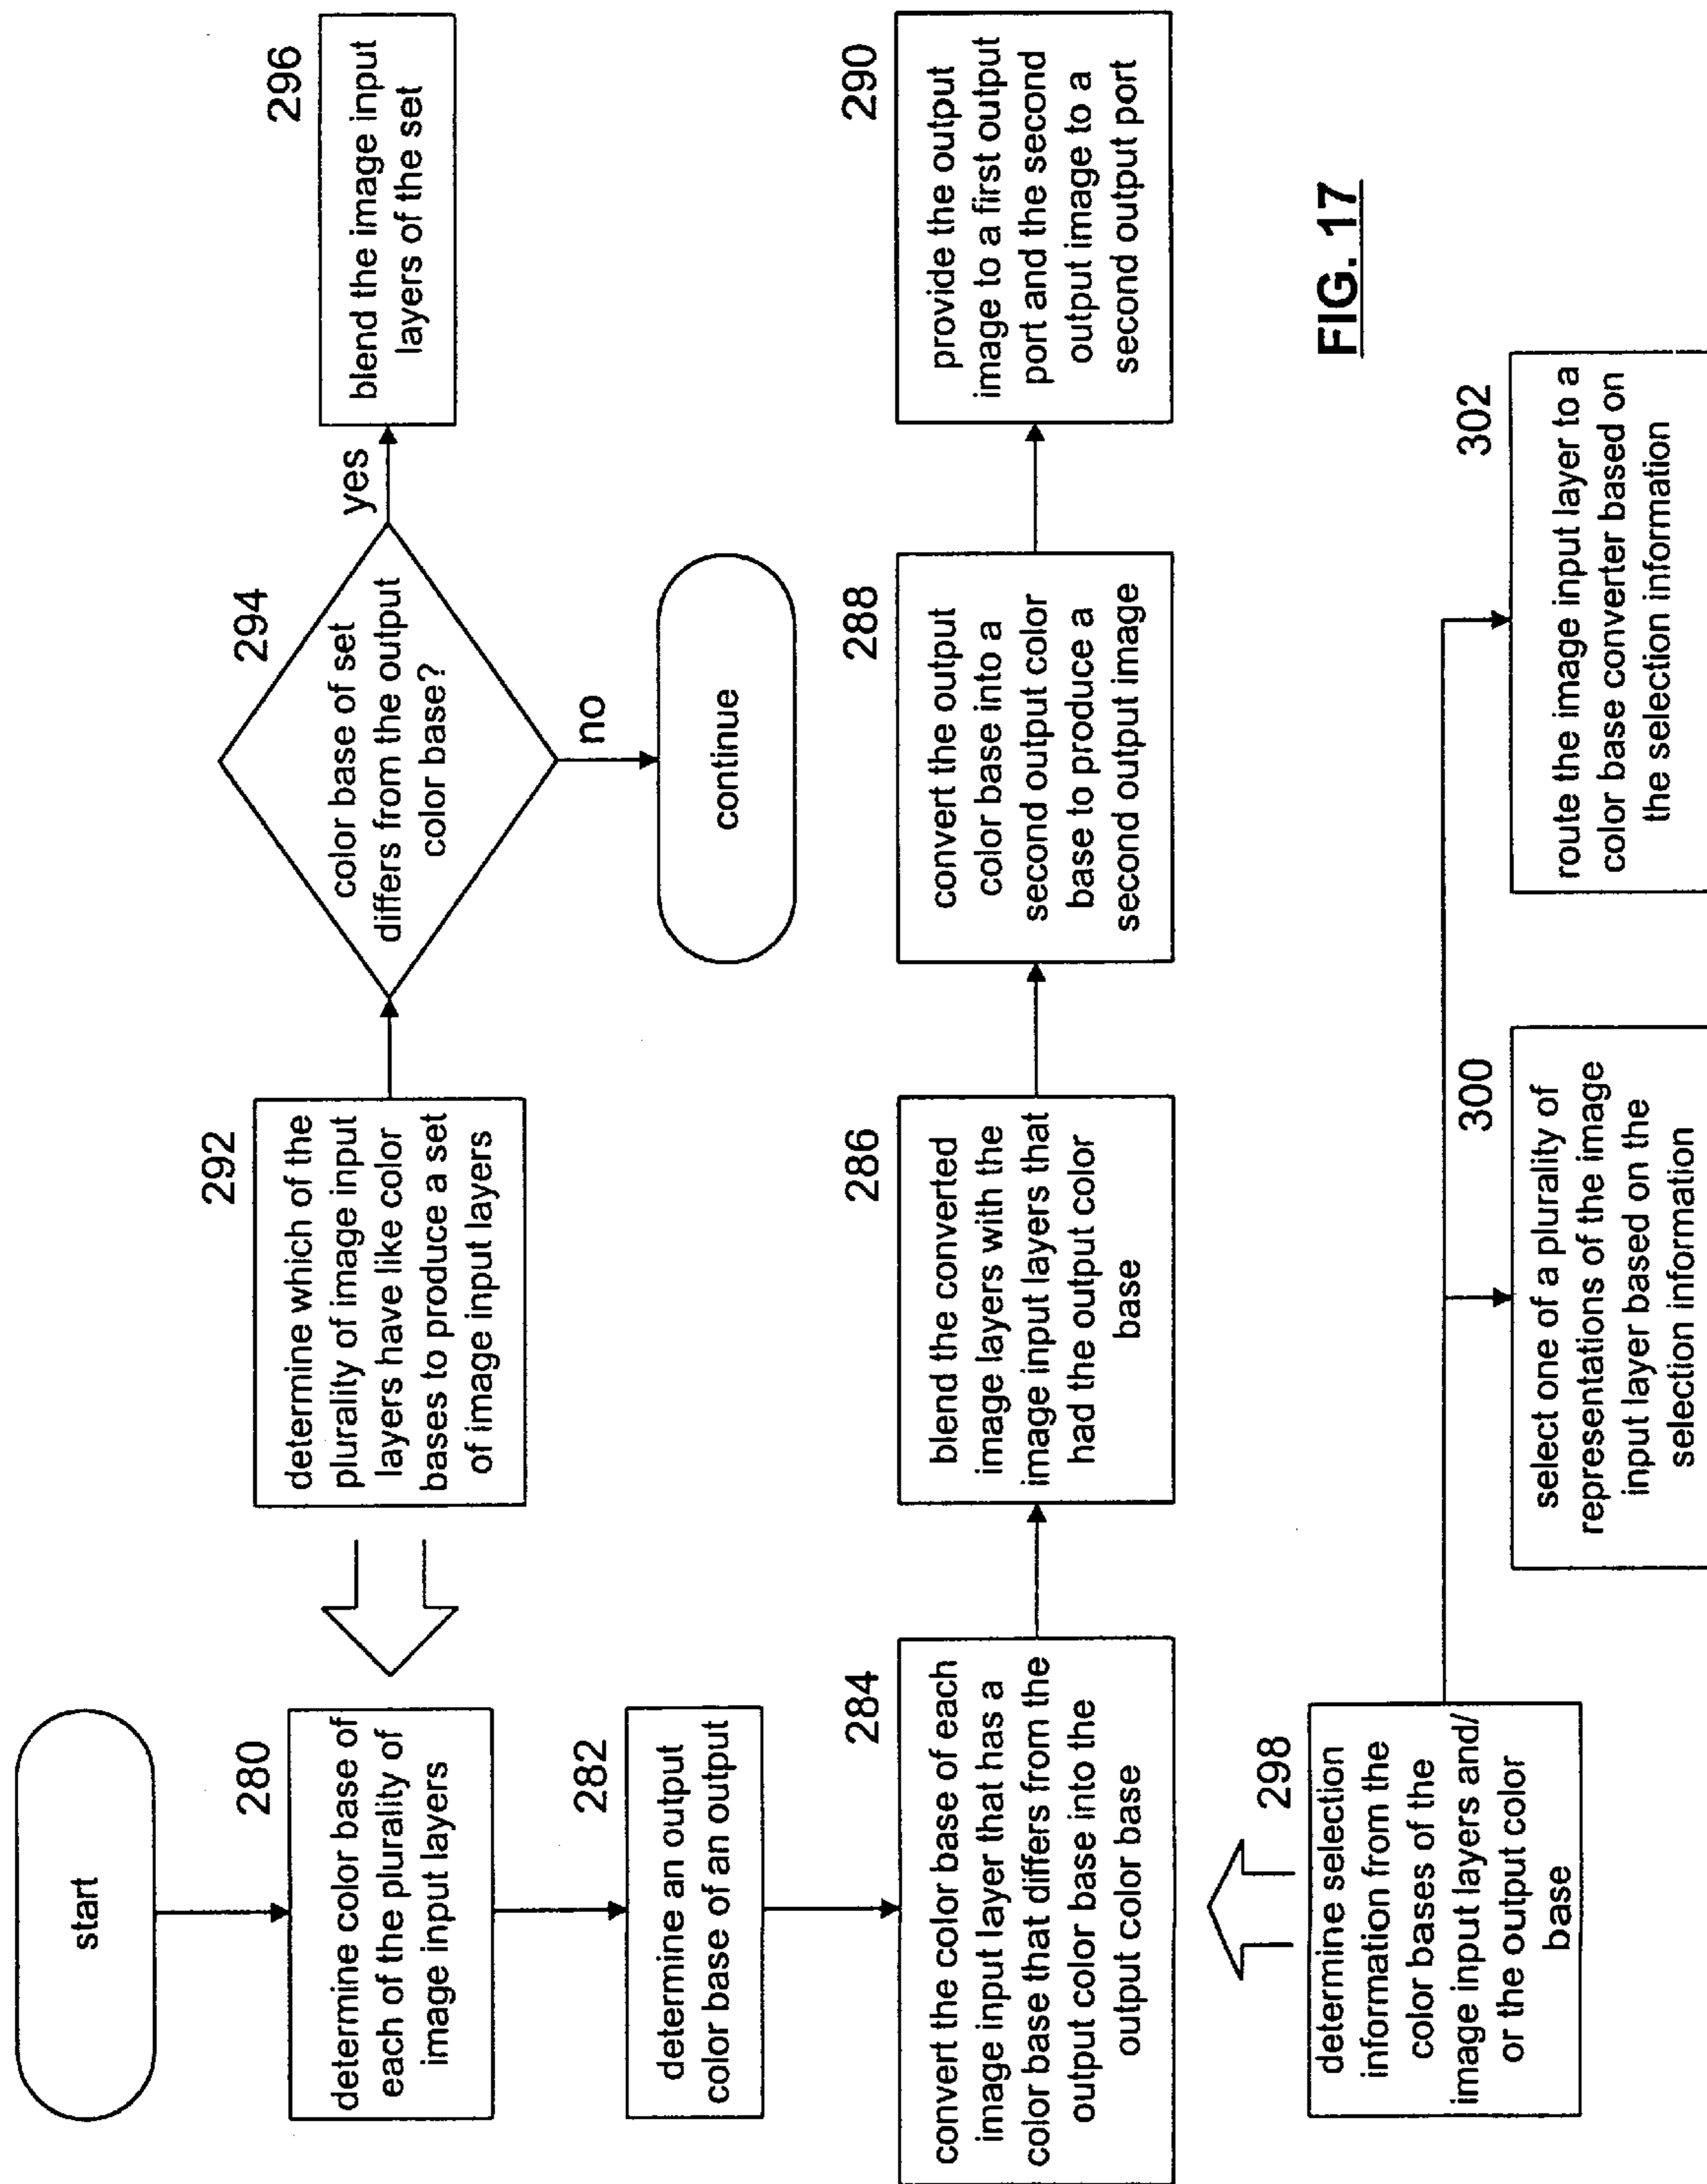 start
280
determine color base of
each of the plurality of
image input layers
282
determine an output
color base of an output
284
convert the color base of each
image input layer that has a
color base that differs from the
output color base into the
output color base
286
blend the converted
image layers with the
image input layers that
had the output color
base
288
convert the output
color base into a
second output color
base to produce a
second output image
290
provide the output
image to a first output
port and the second
output image to a
second output port
292
determine which of the
plurality of image input
layers have like color
bases to produce a set
of image input layers
294
color base of set
differs from the output
color base?
yes
no
continue
296
blend the image input
layers of the set
298
determine selection
information from the
color bases of the
image input layers and/
or the output color
base
300
select one of a plurality of
representations of the image
input layer based on the
selection information
302
route the image input layer to a
color base converter based on
the selection information
FIG. 17